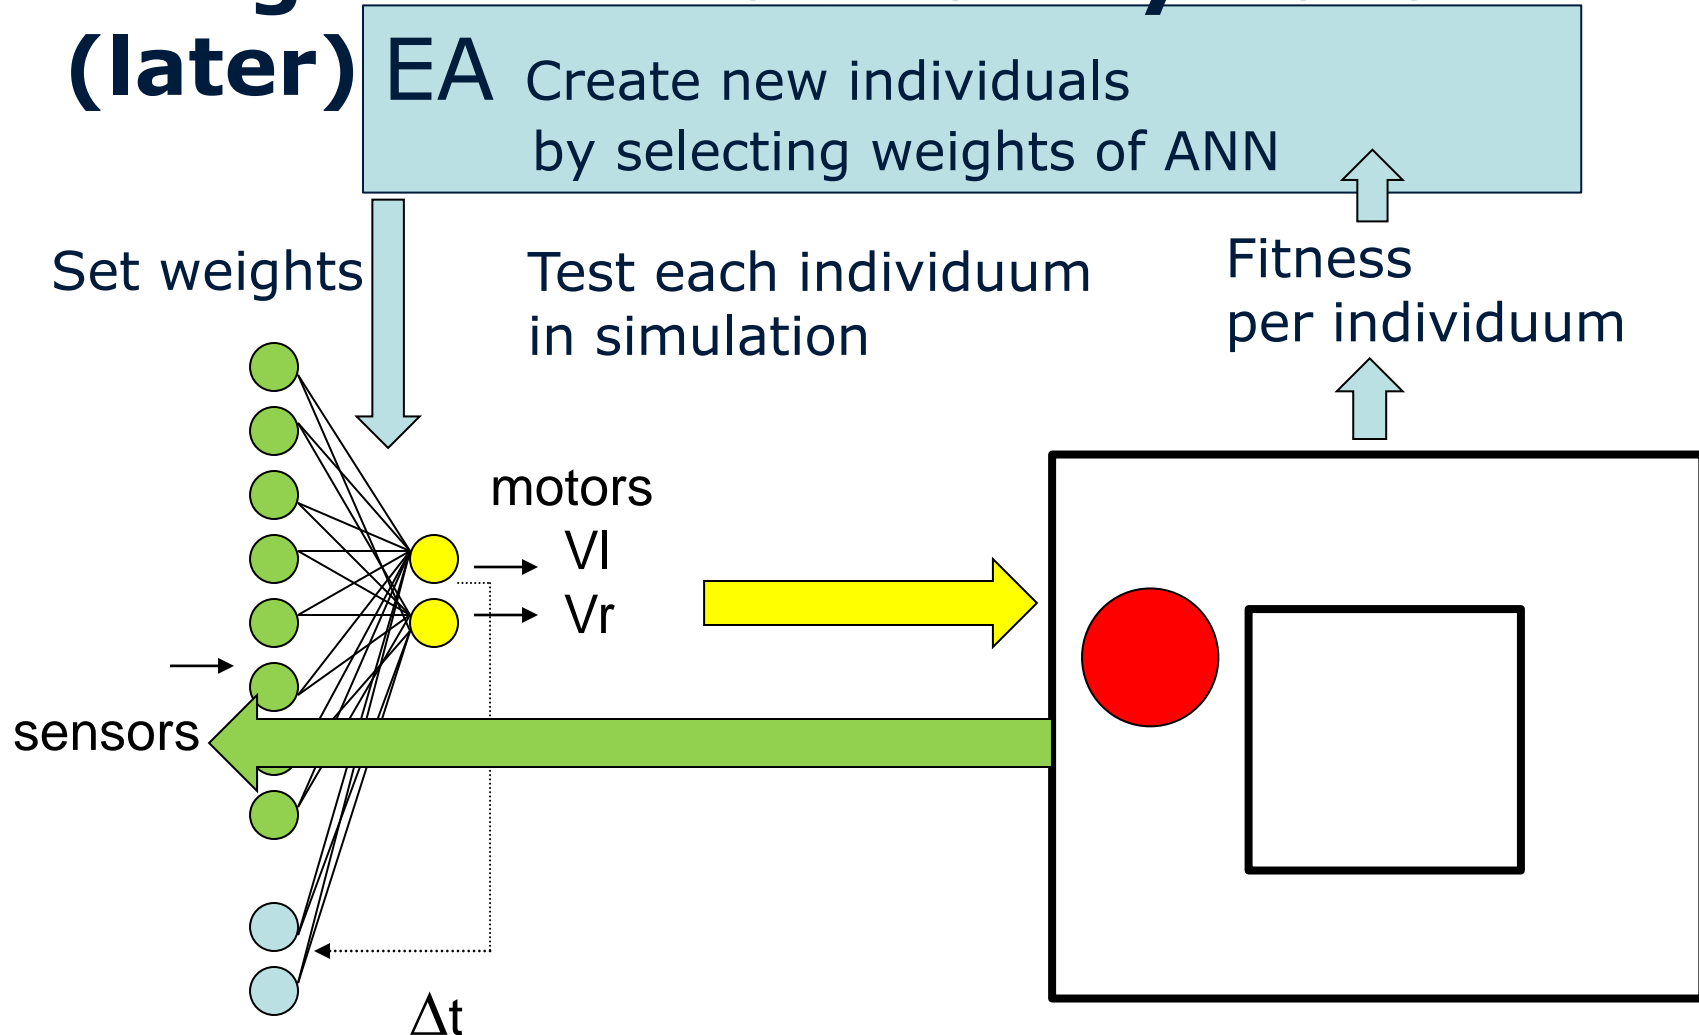 (later)
EA Create new individuals
by selecting weights of ANN
Set weights
Test each individuum
in simulation
Fitness
per individuum
motors
Vl
Vr
sensors
Δt